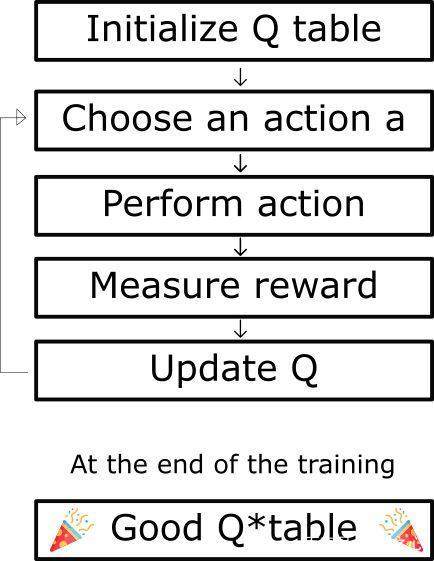 Initialize Q table
Choose an action a
Perform action
Measure reward
Update Q
At the end of the training
Good Q*table